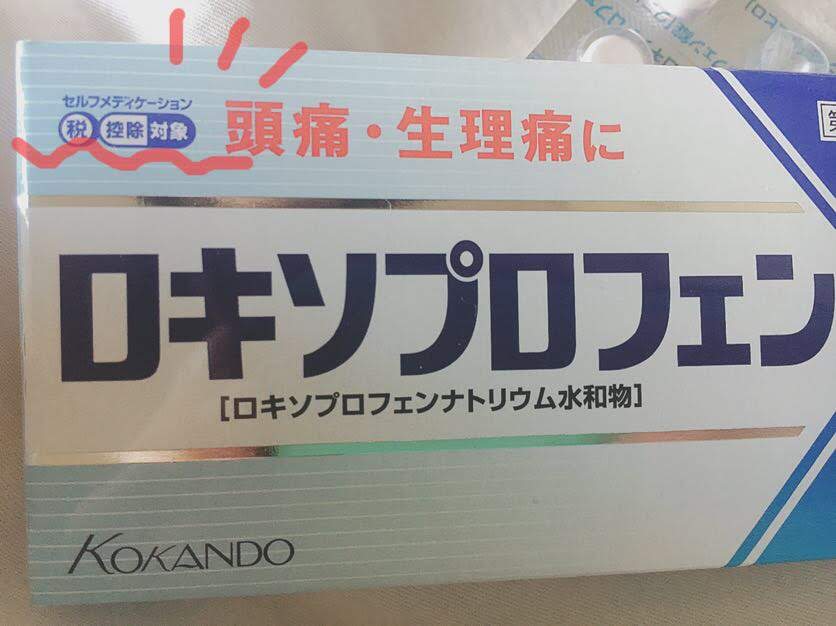 セルフメディケーション
税 控除 対象
頭痛・生理痛に
ロキソプロフェン
[ロキソプロフェンナトリウム水和物]
KOKANDO